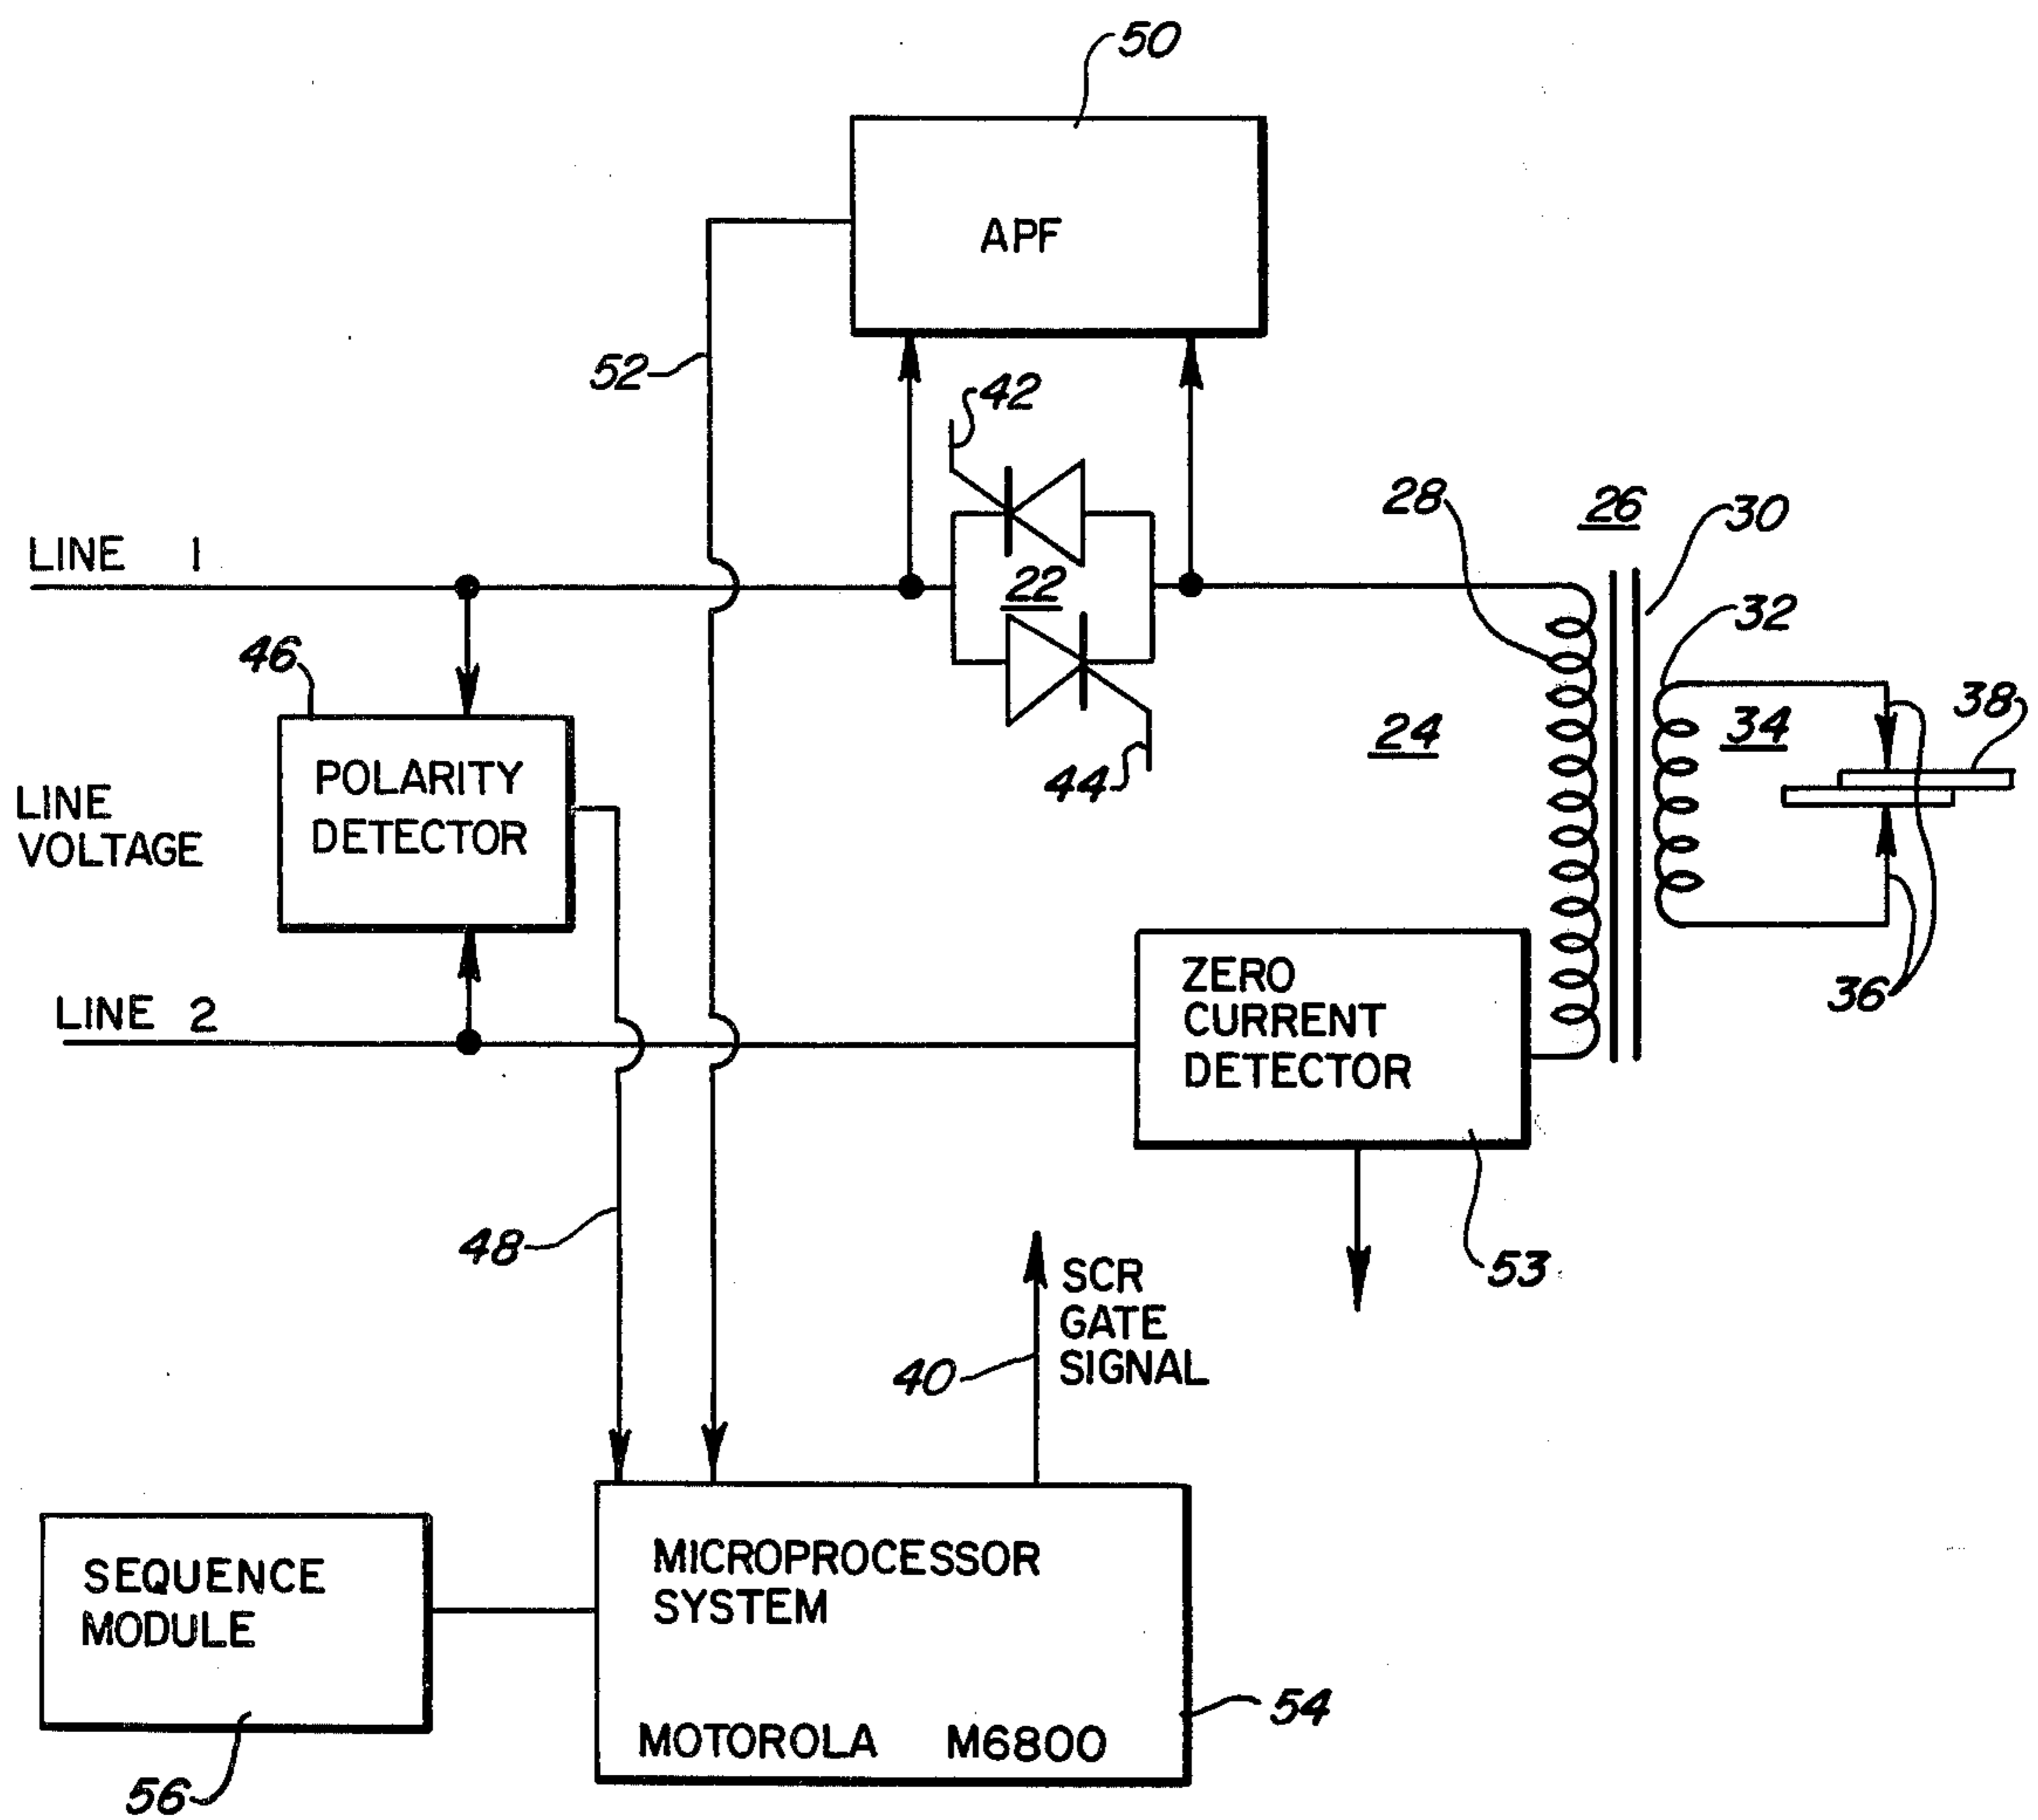 50
APF
52
42
28
26
30
LINE 1
22
32
46
38
24
34
POLARITY
DETECTOR
44
LINE
VOLTAGE
ZERO
CURRENT
DETECTOR
36
LINE 2
48
SCR
GATE
SIGNAL
53
40
MICROPROCESSOR
SYSTEM
SEQUENCE
MODULE
54
MOTOROLA M6800
56